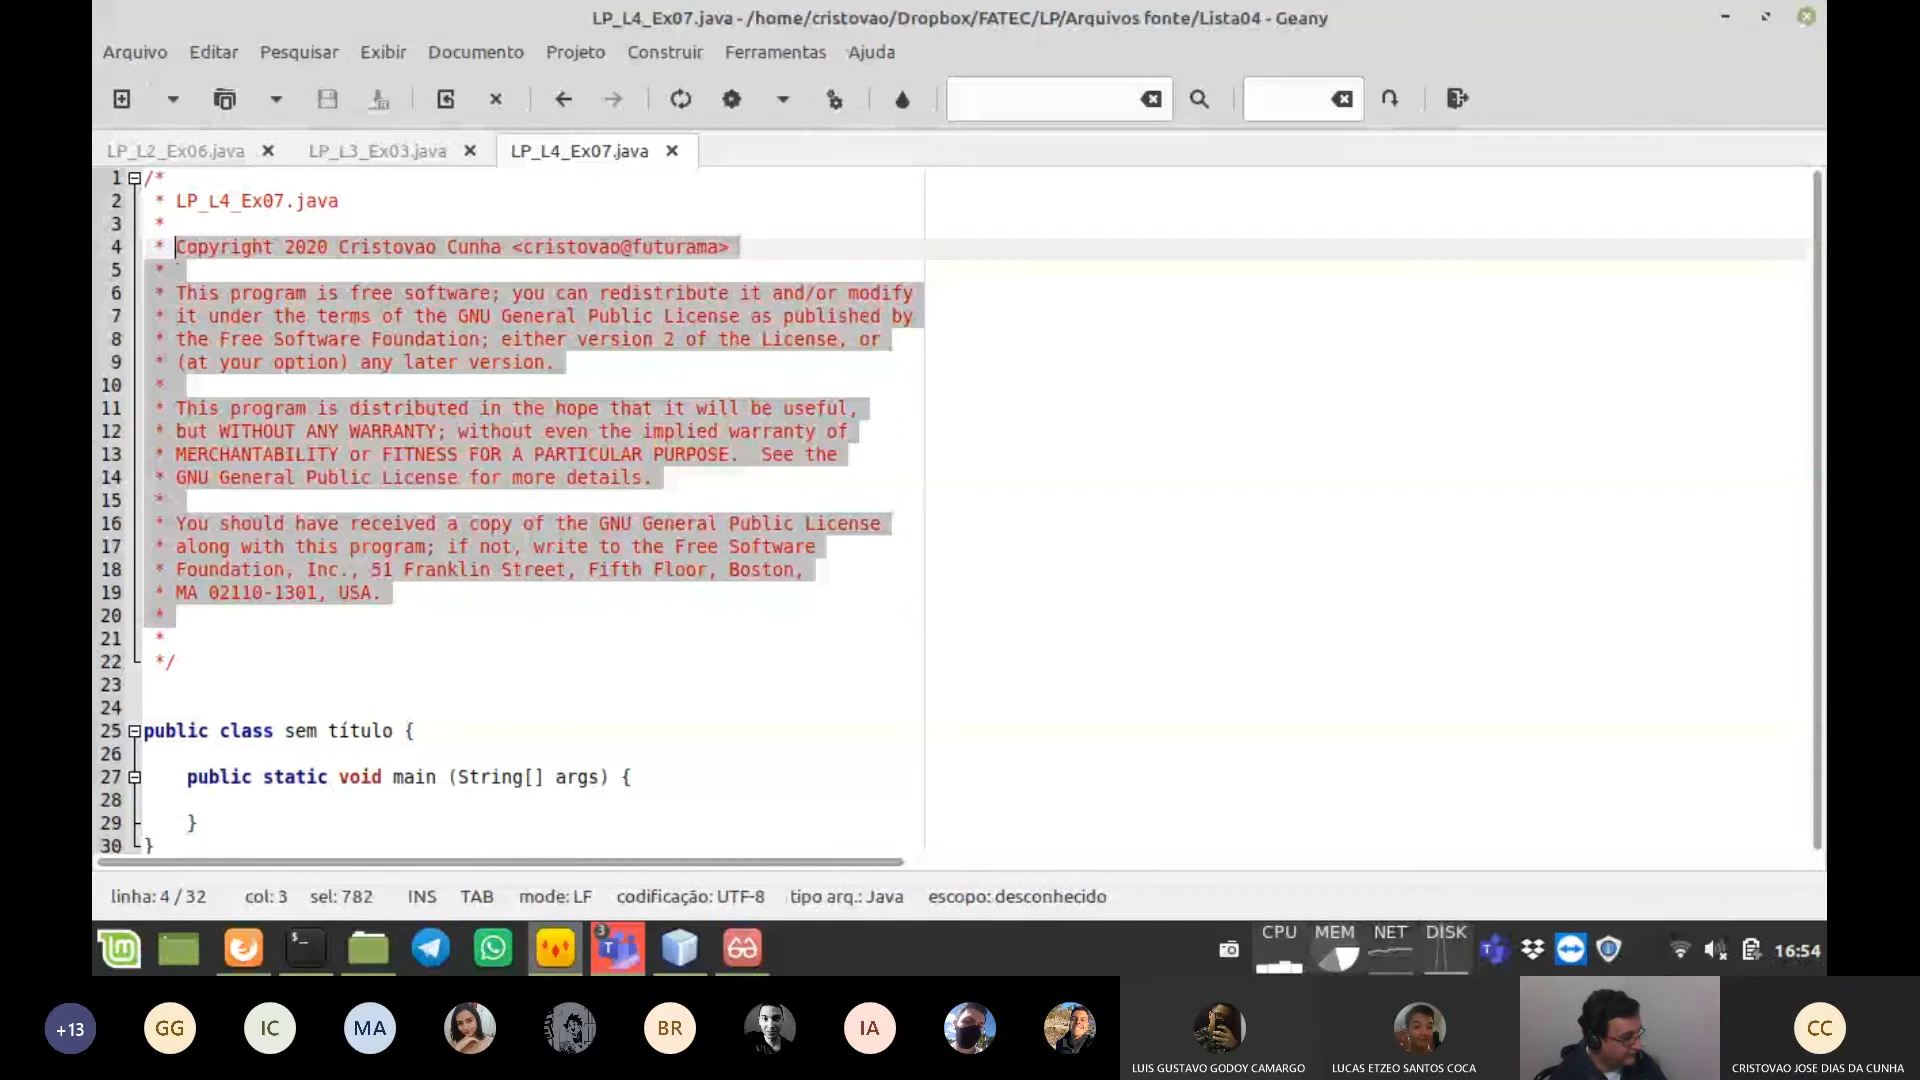 LP_L4_Ex07.java - /home/cristovao/Dropbox/FATEC/LP/Arquivos fonte/Lista04 - Geany
Arquivo Editar Pesquisar Exibir Documento Projeto Construir Ferramentas Ajuda
LP_L2_Ex06.java LP_L3_Ex03.java LP_L4_Ex07.java
1 /*
2 * LP_L4_Ex07.java
3 *
4 * Copyright 2020 Cristovao Cunha <cristovao@futurama>
5 *
6 * This program is free software; you can redistribute it and/or modify
7 * it under the terms of the GNU General Public License as published by
8 * the Free Software Foundation; either version 2 of the License, or
9 * (at your option) any later version.
10 *
11 * This program is distributed in the hope that it will be useful,
12 * but WITHOUT ANY WARRANTY; without even the implied warranty of
13 * MERCHANTABILITY or FITNESS FOR A PARTICULAR PURPOSE.  See the
14 * GNU General Public License for more details.
15 *
16 * You should have received a copy of the GNU General Public License
17 * along with this program; if not, write to the Free Software
18 * Foundation, Inc., 51 Franklin Street, Fifth Floor, Boston,
19 * MA 02110-1301, USA.
20 *
21 *
22 */
23
24
25 public class sem título {
26
27 public static void main (String[] args) {
28
29 }
30 }
linha: 4 / 32 col: 3 sel: 782 INS TAB mode: LF codificação: UTF-8 tipo arq.: Java escopo: desconhecido
3 CPU MEM NET DISK 16:54
+13 GG IC MA BR IA CC
LUIS GUSTAVO GODOY CAMARGO LUCAS ETZEO SANTOS COCA CRISTOVAO JOSE DIAS DA CUNHA